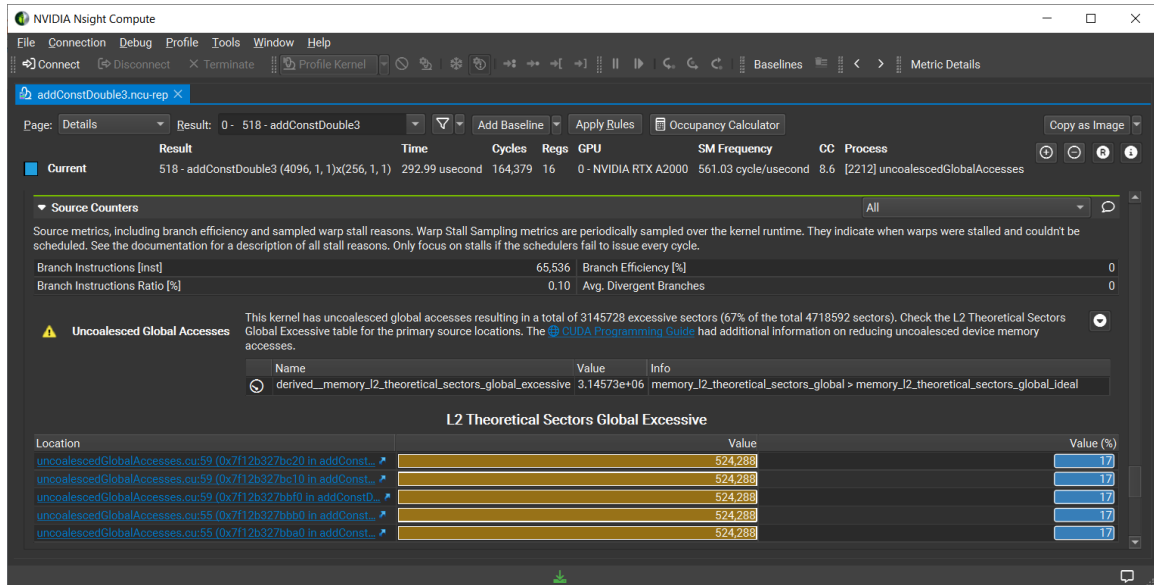 NVIDIA Nsight Compute
File Connection Debug Profile Tools Window Help
Connect Disconnect Terminate Profile Kernel Baselines Metric Details
addConstDouble3.ncu-rep
Page: Details Result: 0 - 518 - addConstDouble3 Add Baseline Apply Rules Occupancy Calculator Copy as Image
Result Time Cycles Regs GPU SM Frequency CC Process
Current 518 - addConstDouble3 (4096, 1, 1)x(256, 1, 1) 292.99 usecond 164,379 16 0 - NVIDIA RTX A2000 561.03 cycle/usecond 8.6 [2212] uncoalescedGlobalAccesses
Source Counters All
Source metrics, including branch efficiency and sampled warp stall reasons. Warp Stall Sampling metrics are periodically sampled over the kernel runtime. They indicate when warps were stalled and couldn't be
scheduled. See the documentation for a description of all stall reasons. Only focus on stalls if the schedulers fail to issue every cycle.
Branch Instructions [inst] 65,536 Branch Efficiency [%] 0
Branch Instructions Ratio [%] 0.10 Avg. Divergent Branches 0
This kernel has uncoalesced global accesses resulting in a total of 3145728 excessive sectors (67% of the total 4718592 sectors). Check the L2 Theoretical Sectors
Uncoalesced Global Accesses Global Excessive table for the primary source locations. The CUDA Programming Guide had additional information on reducing uncoalesced device memory
accesses.
Name Value Info
derived__memory_l2_theoretical_sectors_global_excessive 3.14573e+06 memory_l2_theoretical_sectors_global > memory_l2_theoretical_sectors_global_ideal
L2 Theoretical Sectors Global Excessive
Location Value Value (%)
uncoalescedGlobalAccesses.cu:59 (0x7f12b327bc20 in addConst... 524,288 17
uncoalescedGlobalAccesses.cu:59 (0x7f12b327bc10 in addConst... 524,288 17
uncoalescedGlobalAccesses.cu:59 (0x7f12b327bbf0 in addConstD... 524,288 17
uncoalescedGlobalAccesses.cu:55 (0x7f12b327bbb0 in addConst... 524,288 17
uncoalescedGlobalAccesses.cu:55 (0x7f12b327bba0 in addConst... 524,288 17